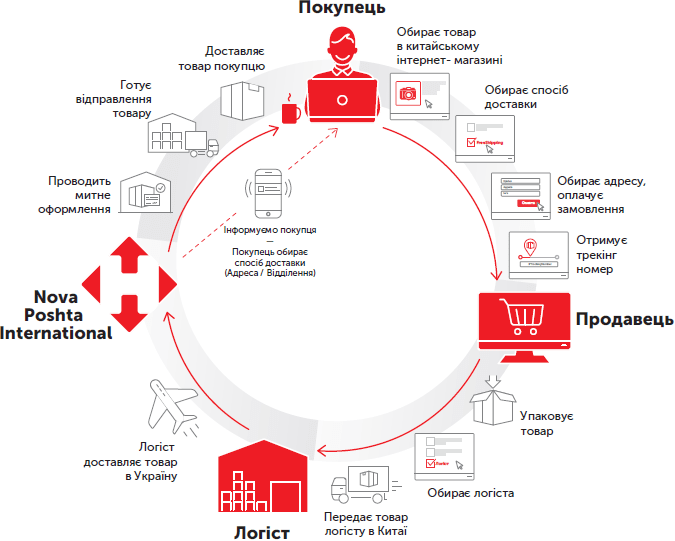 Покупець
Обирає товар
в китайському
інтернет- магазині
Обирає спосіб
доставки
FreeShipping
Обирає адресу,
оплачує
замовлення
Отримує
трекінг
номер
Продавець
Упаковує
товар
Обирає логіста
Передає товар
логісту в Китаї
Логіст
Логіст
доставляє товар
в Україну
Nova
Poshta
International
Проводить
митне
оформлення
Готує
відправлення
товару
Доставляє
товар покупцю
Інформуємо покупця
—
Покупець обирає
спосіб доставки
(Адреса / Відділення)